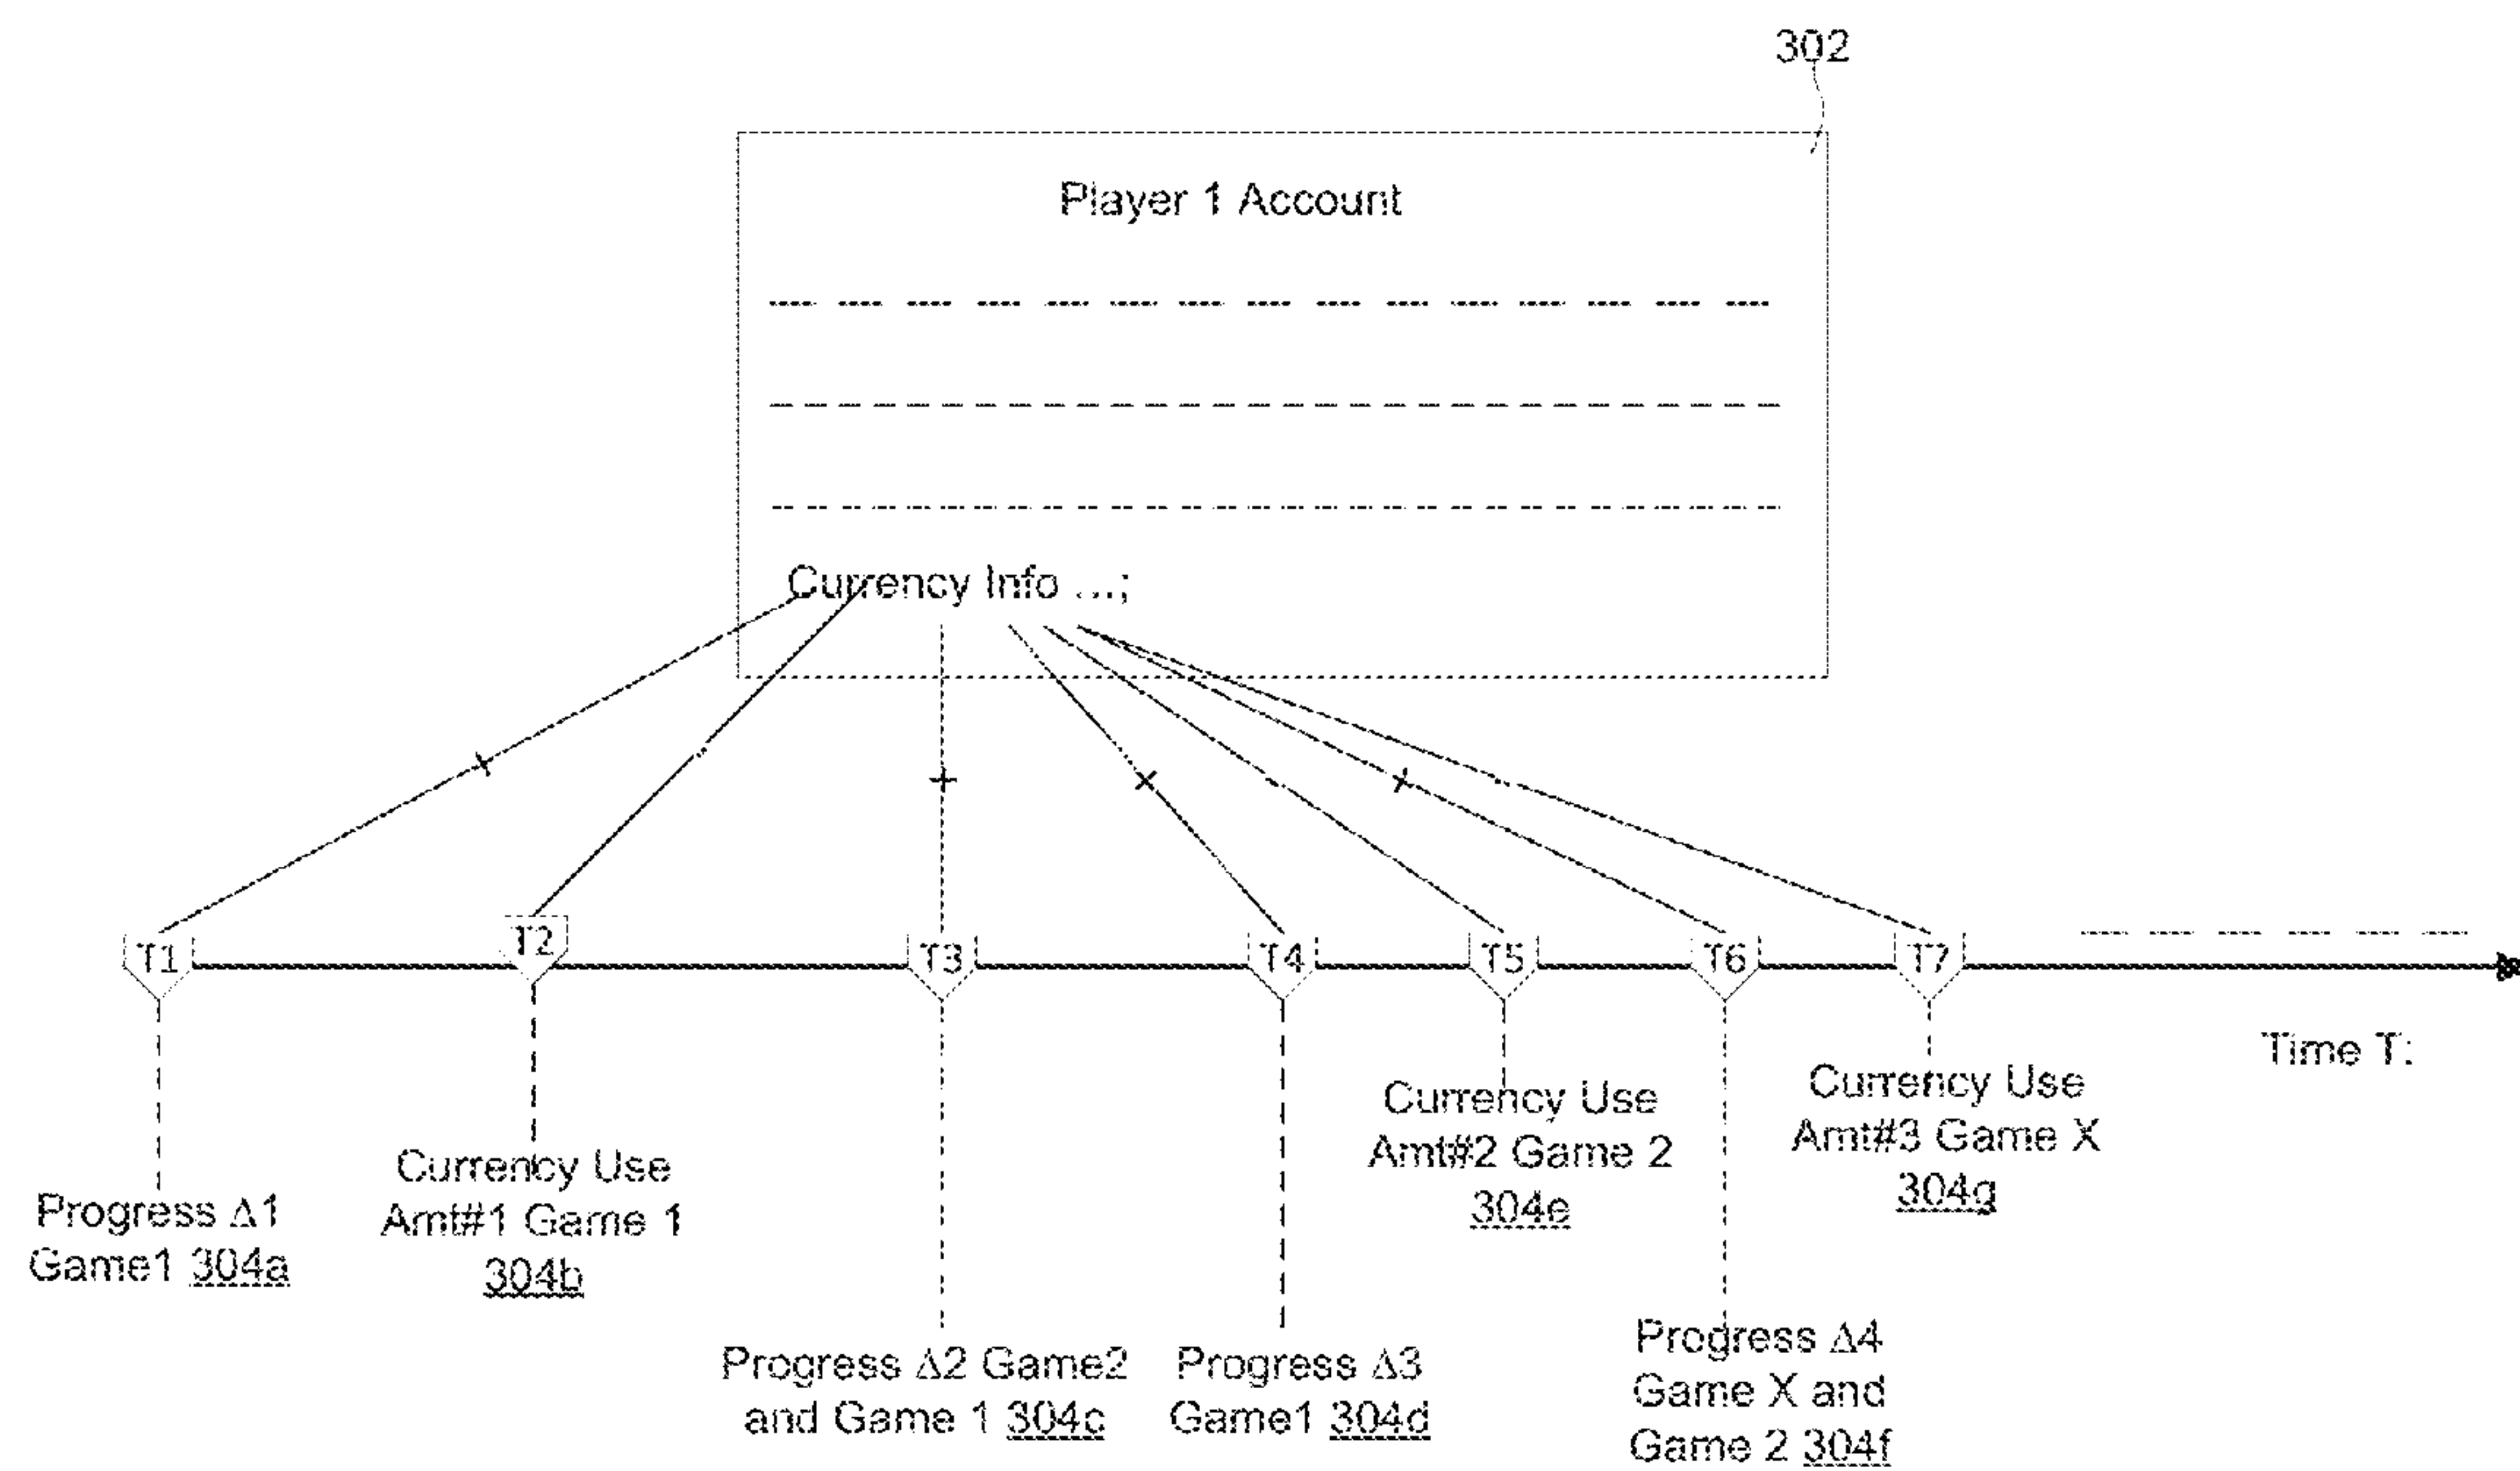 302
Player 1 Account
Currency Info ...;
T1
T2
T3
T4
T5
T6
T7
Time T:
Progress Δ1
Game1 304a
Currency Use
Amt#1 Game 1
304b
Progress Δ2 Game2
and Game 1 304c
Progress Δ3
Game1 304d
Currency Use
Amt#2 Game 2
304e
Progress Δ4
Game X and
Game 2 304f
Currency Use
Amt#3 Game X
304g